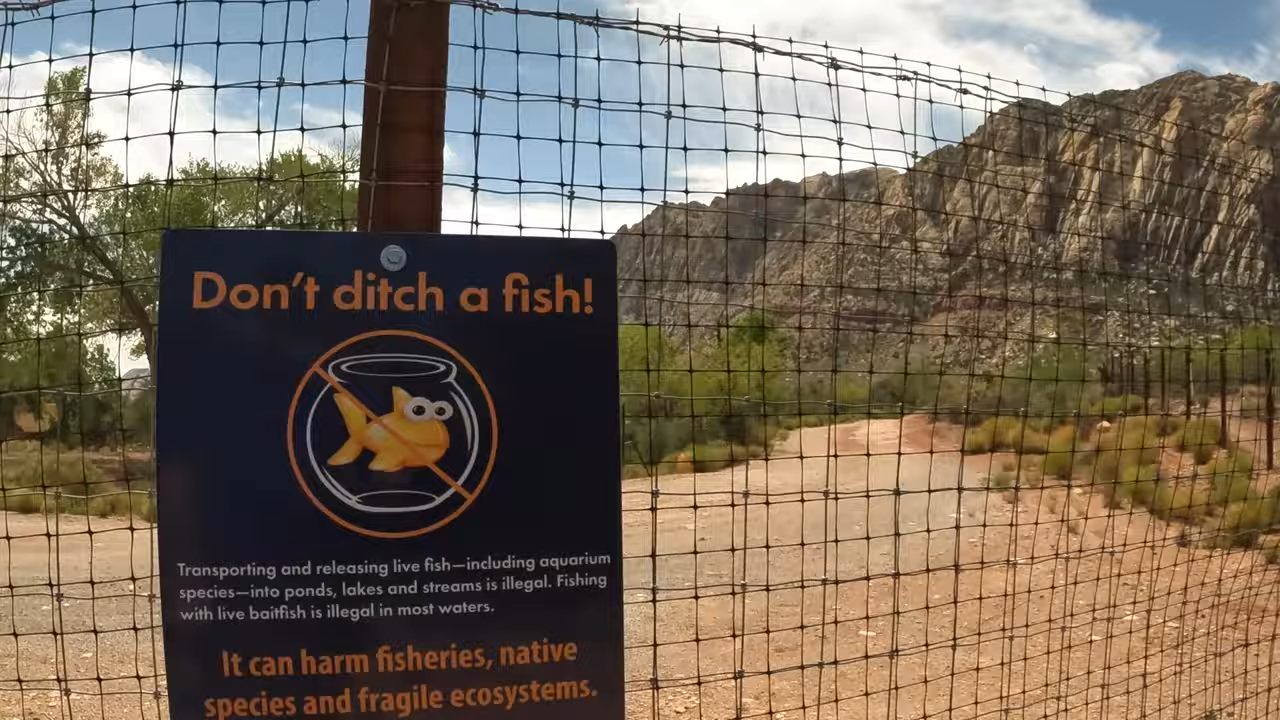 Don't ditch a fish!
Transporting and releasing live fish—including aquarium
species—into ponds, lakes and streams is illegal. Fishing
with live baitfish is illegal in most waters.
It can harm fisheries, native
species and fragile ecosystems.